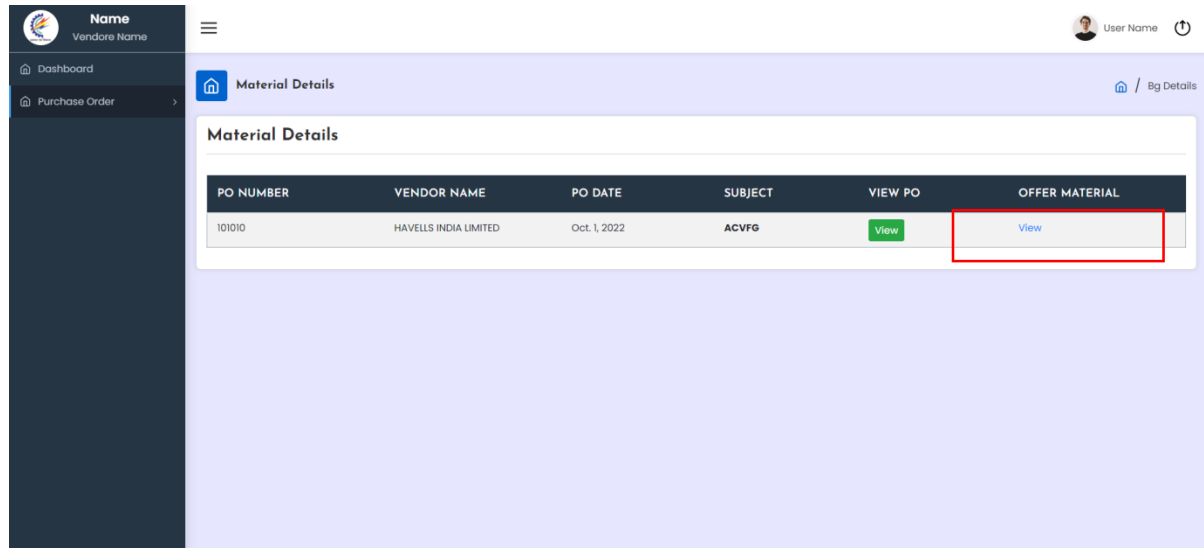 Name
Vendore Name
User Name
Dashboard
Purchase Order
Material Details
/ Bg Details
Material Details
PO NUMBER VENDOR NAME PO DATE SUBJECT VIEW PO OFFER MATERIAL
101010 HAVELLS INDIA LIMITED Oct. 1, 2022 ACVFG View View